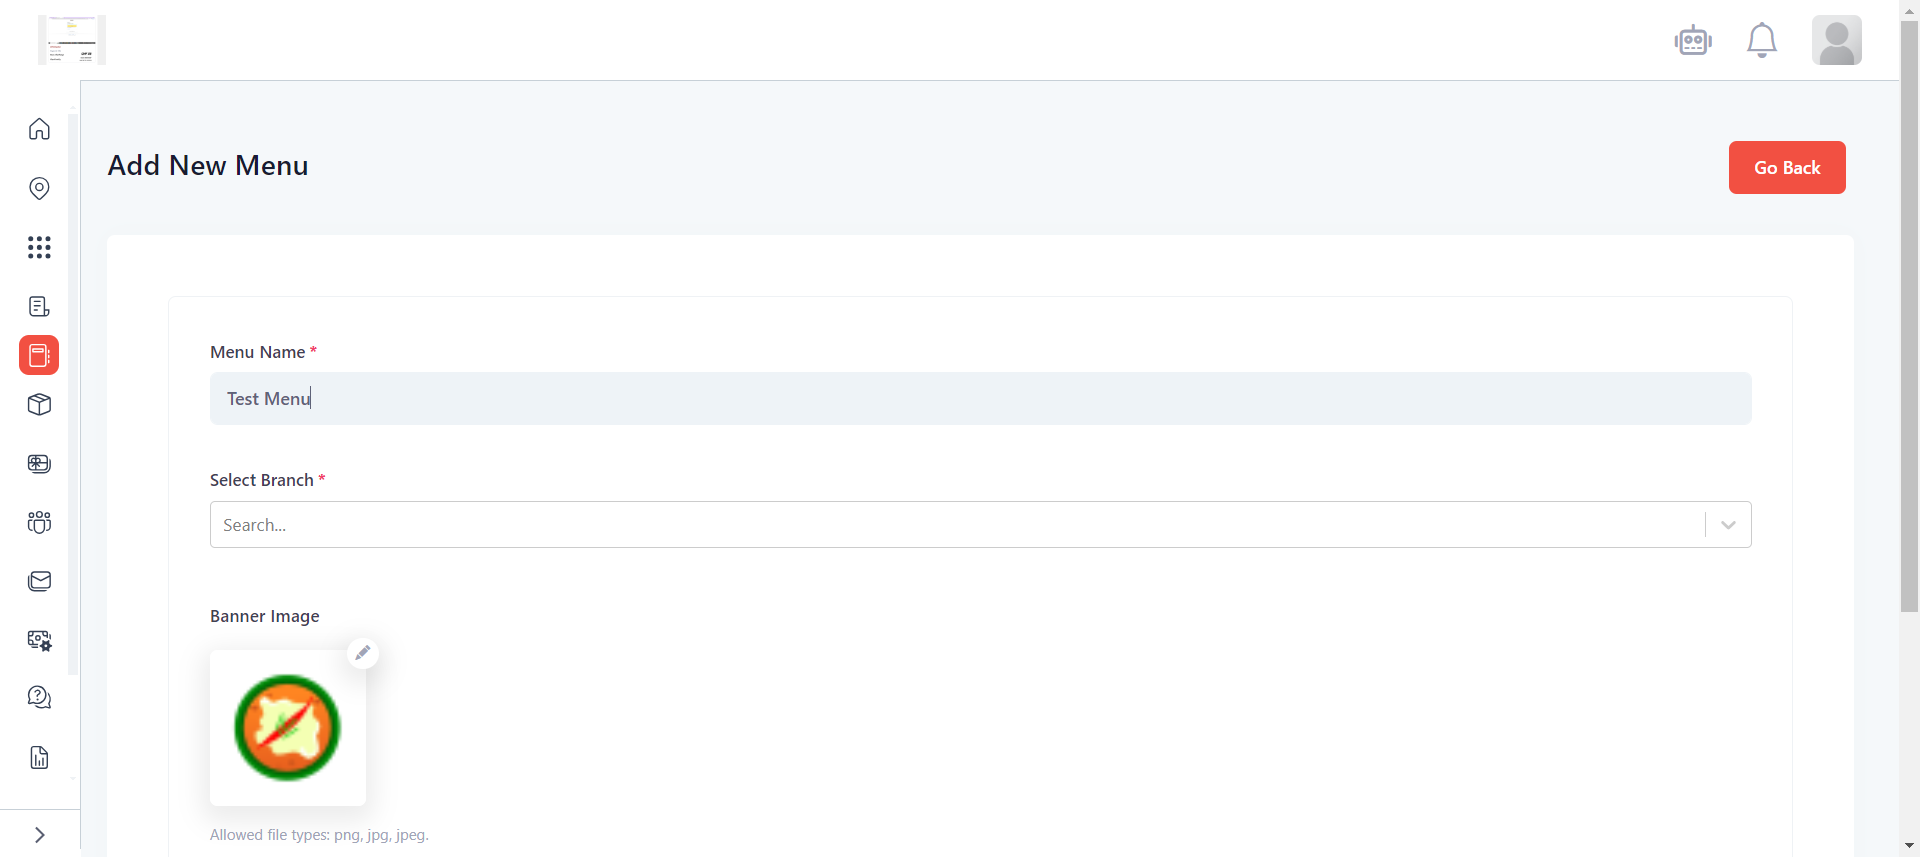 Add New Menu
Go Back
Menu Name *
Test Menu
Select Branch *
Search...
Banner Image
Allowed file types: png, jpg, jpeg.